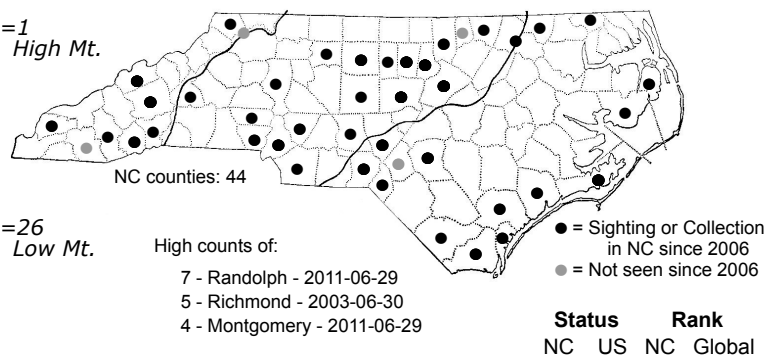 =1
High Mt.
NC counties: 44
=26
Low Mt.
High counts of:
7 - Randolph - 2011-06-29
5 - Richmond - 2003-06-30
4 - Montgomery - 2011-06-29
= Sighting or Collection
in NC since 2006
= Not seen since 2006
Status Rank
NC US NC Global